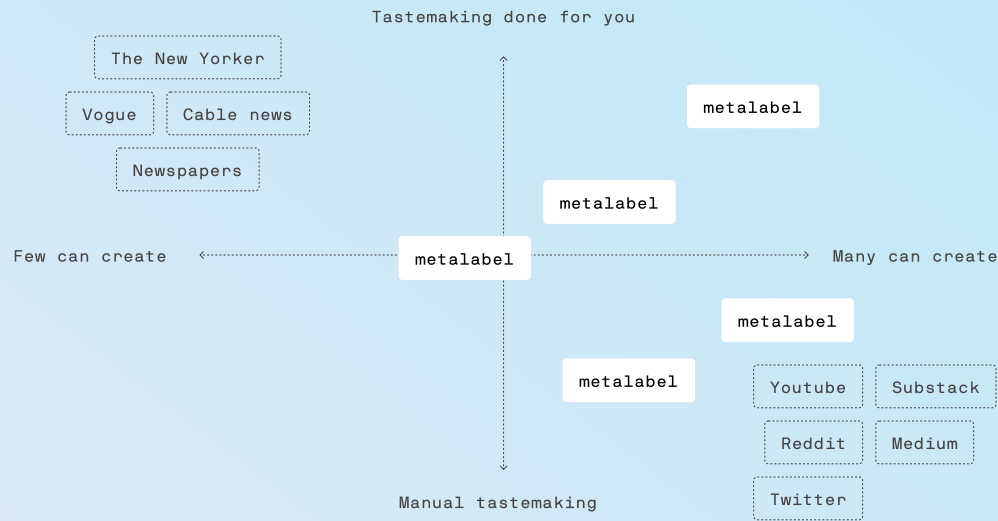 Tastemaking done for you
The New Yorker
Vogue
Cable news
metalabel
Newspapers
metalabel
Few can create
metalabel
Many can create
metalabel
metalabel
Youtube
Substack
Reddit
Medium
Manual tastemaking
Twitter